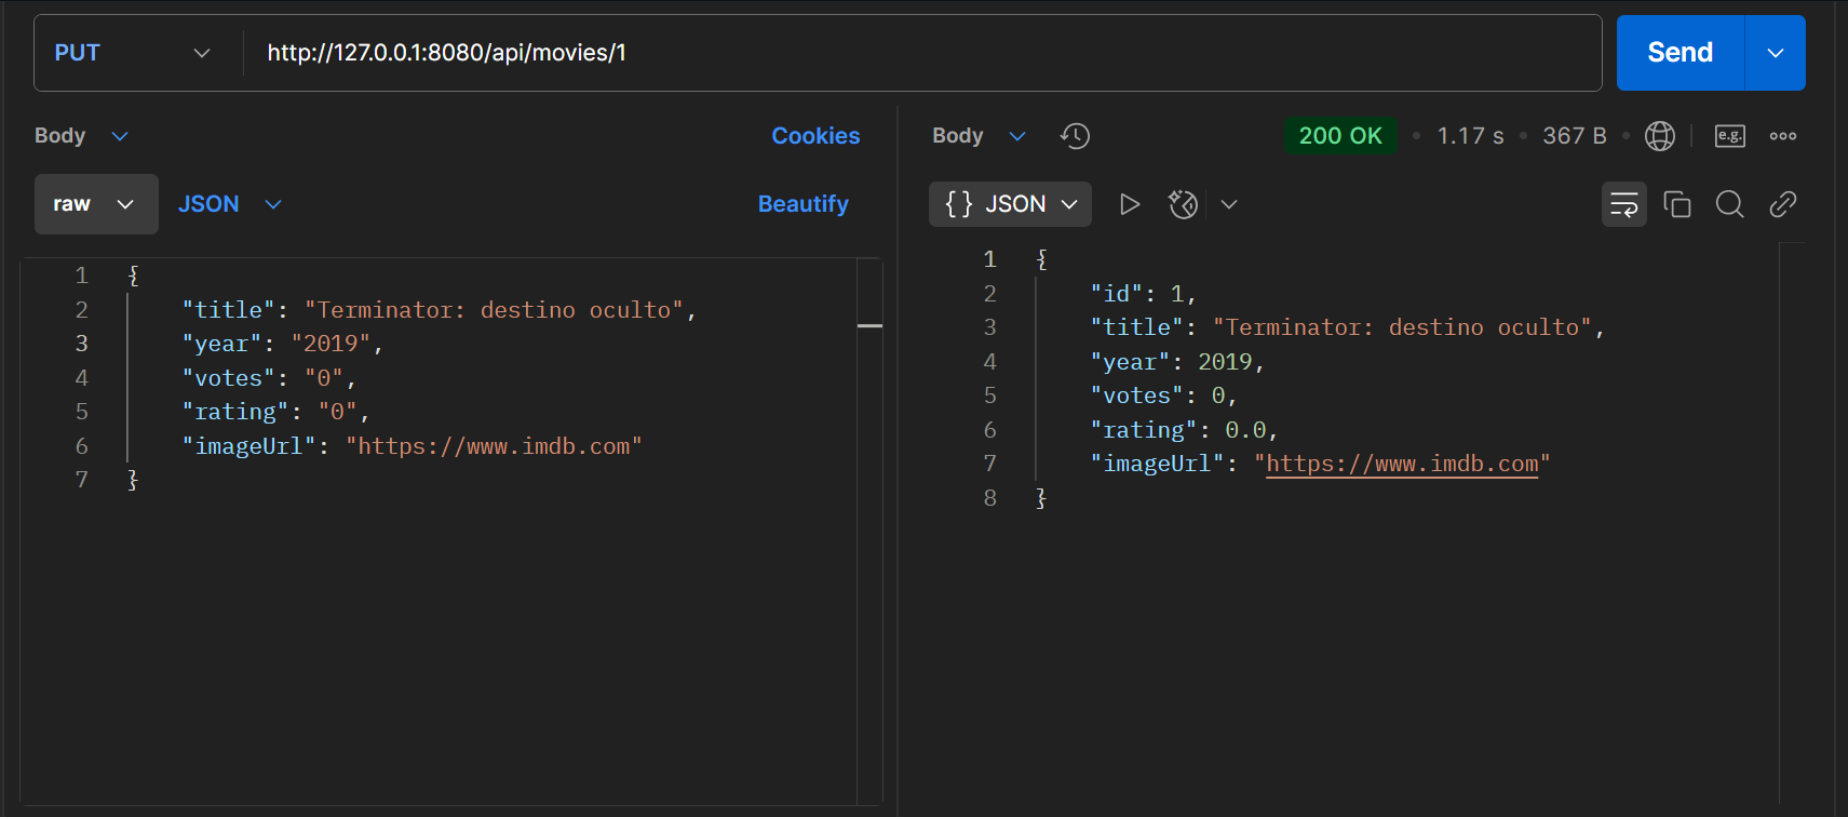 PUT http://127.0.0.1:8080/api/movies/1 Send
Body Cookies
raw JSON Beautify
1 {
2 "title": "Terminator: destino oculto",
3 "year": "2019",
4 "votes": "0",
5 "rating": "0",
6 "imageUrl": "https://www.imdb.com"
7 }
Body 200 OK • 1.17 s • 367 B • e.g.
{} JSON
1 {
2 "id": 1,
3 "title": "Terminator: destino oculto",
4 "year": 2019,
5 "votes": 0,
6 "rating": 0.0,
7 "imageUrl": "https://www.imdb.com"
8 }